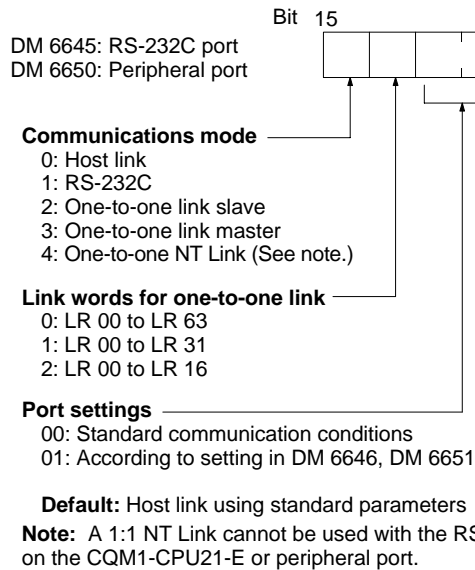 Bit 15
DM 6645: RS-232C port
DM 6650: Peripheral port
Communications mode
0: Host link
1: RS-232C
2: One-to-one link slave
3: One-to-one link master
4: One-to-one NT Link (See note.)
Link words for one-to-one link
0: LR 00 to LR 63
1: LR 00 to LR 31
2: LR 00 to LR 16
Port settings
00: Standard communication conditions
01: According to setting in DM 6646, DM 6651
Default: Host link using standard parameters
Note: A 1:1 NT Link cannot be used with the RS
on the CQM1-CPU21-E or peripheral port.